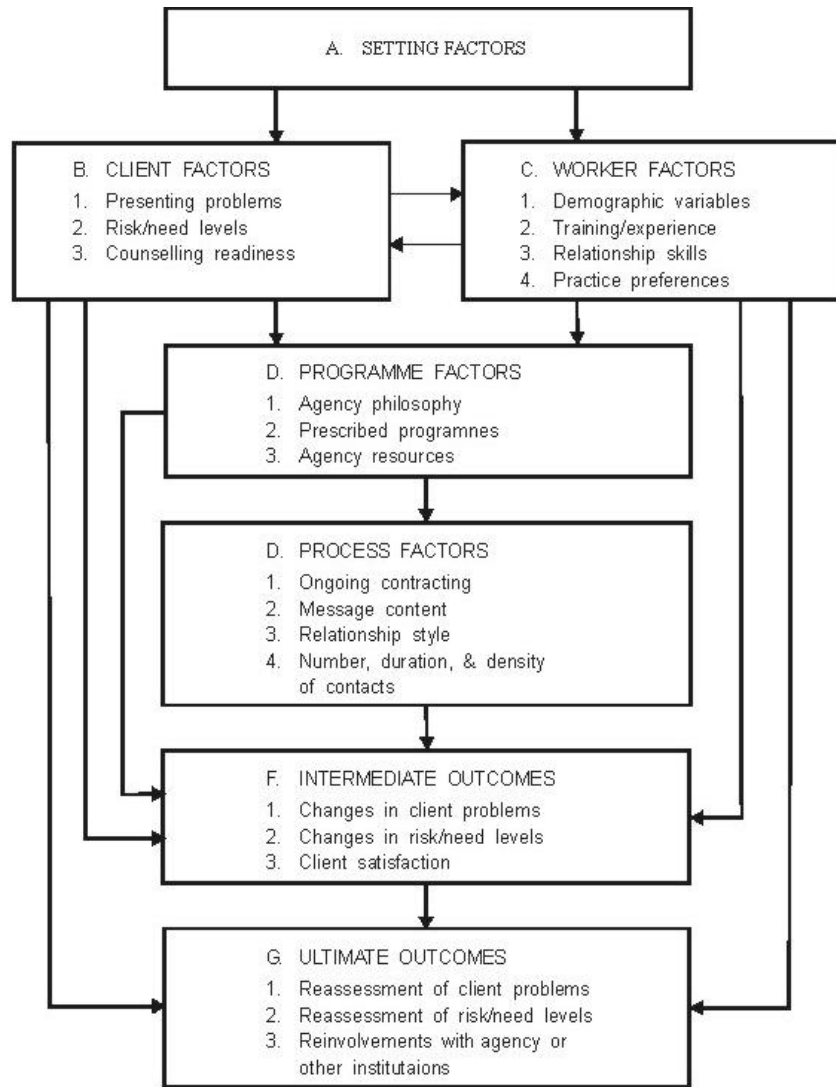 A. SETTING FACTORS
B. CLIENT FACTORS
1. Presenting problems
2. Risk/need levels
3. Counselling readiness
C. WORKER FACTORS
1. Demographic variables
2. Training/experience
3. Relationship skills
4. Practice preferences
D. PROGRAMME FACTORS
1. Agency philosophy
2. Prescribed programnes
3. Agency resources
D. PROCESS FACTORS
1. Ongoing contracting
2. Message content
3. Relationship style
4. Number, duration, & density
of contacts
F. INTERMEDIATE OUTCOMES
1. Changes in client problems
2. Changes in risk/need levels
3. Client satisfaction
G. ULTIMATE OUTCOMES
1. Reassessment of client problems
2. Reassessment of risk/need levels
3. Reinvolvements with agency or
other institutaions